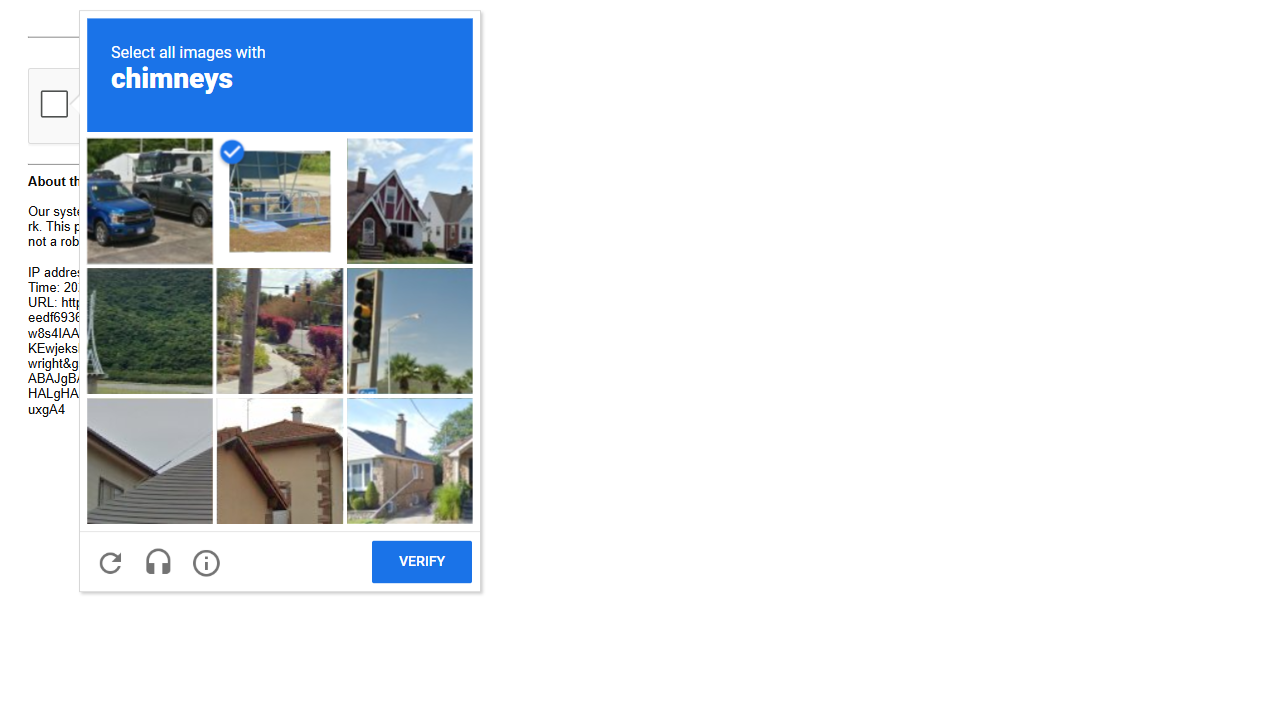 Select all images with
chimneys
About th
Our syste
rk. This p
not a rob
IP addres
Time: 20
URL: http
eedf6936
w8s4IAA
KEwjeksl
wright&g
ABAJgBA
HALgHA
uxgA4
VERIFY